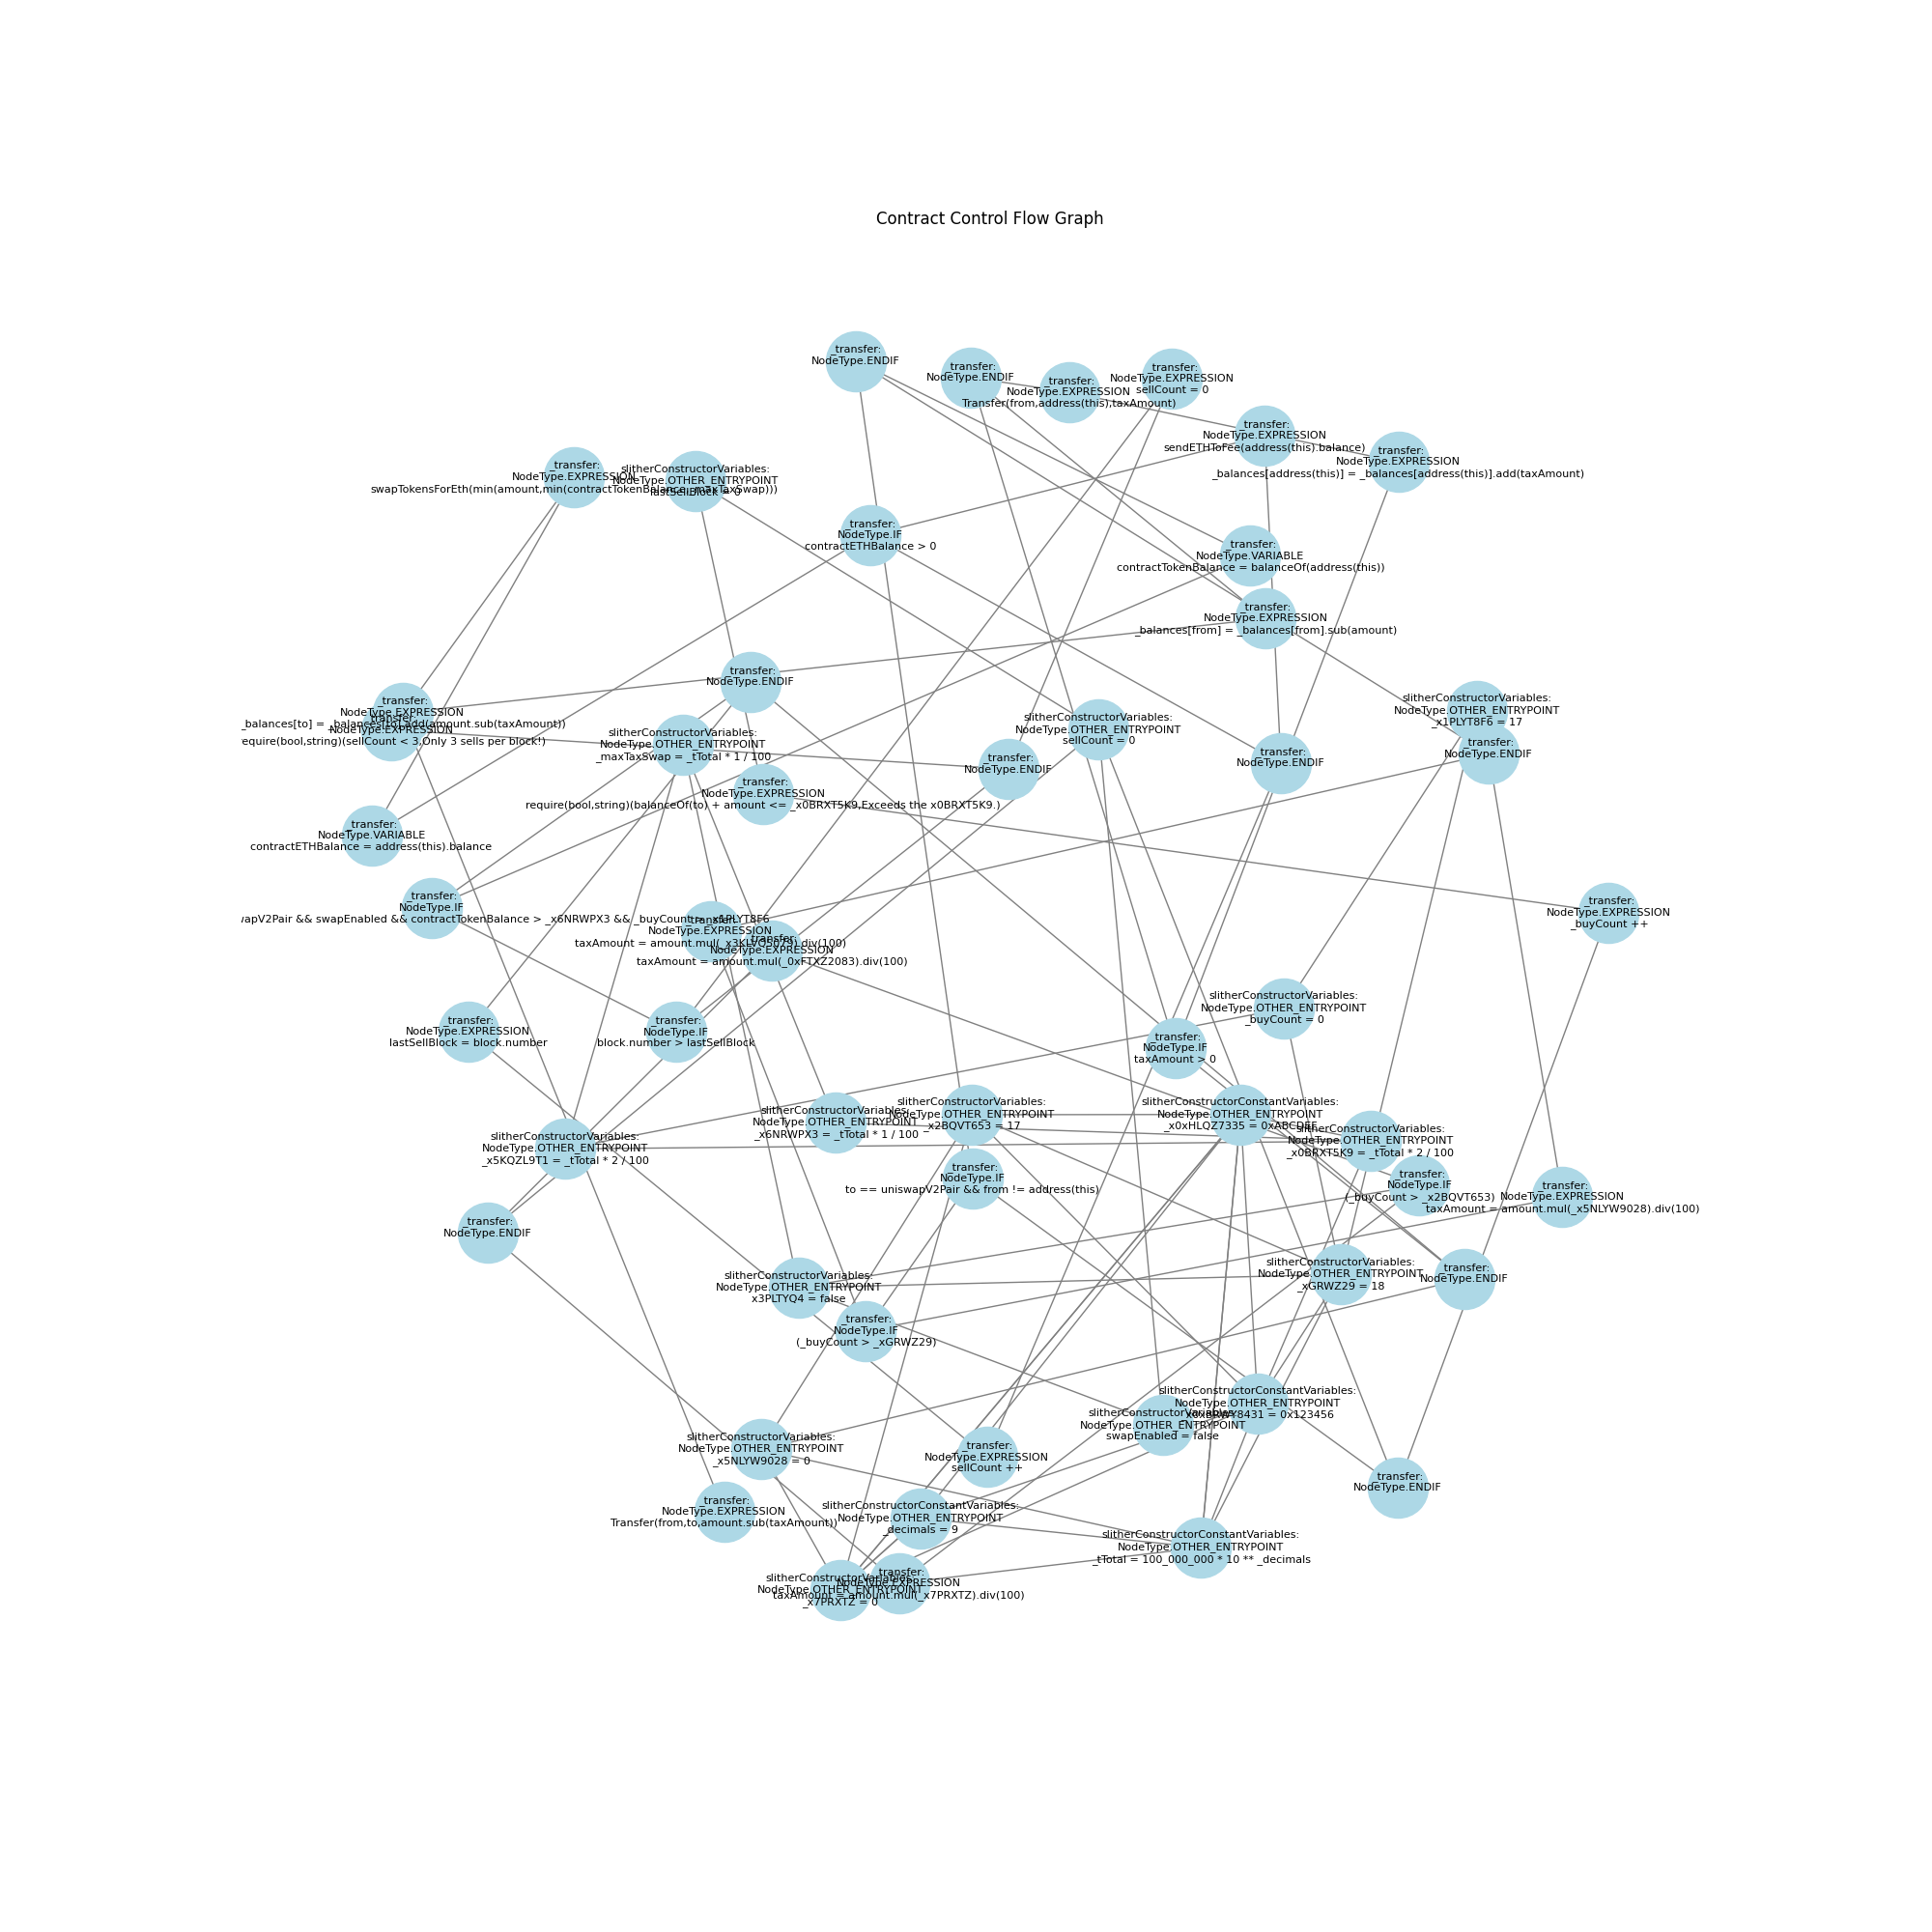 Contract Control Flow Graph
_transfer:
NodeType.ENDIF
_transfer:
NodeType.ENDIF
_transfer:
NodeType.EXPRESSION
Transfer(from,address(this),taxAmount)
_transfer:
NodeType.EXPRESSION
sellCount = 0
_transfer:
NodeType.EXPRESSION
sendETHToFee(address(this).balance)
_transfer:
NodeType.EXPRESSION
_balances[address(this)] = _balances[address(this)].add(taxAmount)
_transfer:
NodeType.EXPRESSION
swapTokensForEth(min(amount,min(contractTokenBalance,_maxTaxSwap)))
slitherConstructorVariables:
NodeType.OTHER_ENTRYPOINT
lastSellBlock = 0
_transfer:
NodeType.IF
contractETHBalance > 0
_transfer:
NodeType.VARIABLE
contractTokenBalance = balanceOf(address(this))
_transfer:
NodeType.EXPRESSION
_balances[from] = _balances[from].sub(amount)
_transfer:
NodeType.ENDIF
_transfer:
NodeType.EXPRESSION
_balances[to] = _balances[to].add(amount.sub(taxAmount))
_transfer:
NodeType.EXPRESSION
require(bool,string)(sellCount < 3,Only 3 sells per block!)
slitherConstructorVariables:
NodeType.OTHER_ENTRYPOINT
_maxTaxSwap = _tTotal * 1 / 100
slitherConstructorVariables:
NodeType.OTHER_ENTRYPOINT
sellCount = 0
slitherConstructorVariables:
NodeType.OTHER_ENTRYPOINT
_x1PLYT8F6 = 17
_transfer:
NodeType.ENDIF
_transfer:
NodeType.ENDIF
_transfer:
NodeType.ENDIF
_transfer:
NodeType.EXPRESSION
require(bool,string)(balanceOf(to) + amount <= _x0BRXT5K9,Exceeds the x0BRXT5K9.)
_transfer:
NodeType.VARIABLE
contractETHBalance = address(this).balance
_transfer:
NodeType.IF
apV2Pair && swapEnabled && contractTokenBalance > _x6NRWPX3 && _buyCount > _x1PLYT8F6
_transfer:
NodeType.EXPRESSION
taxAmount =
_transfer:
NodeType.EXPRESSION
taxAmount = amount.mul(_0xFTXZ2083).div(100)
_transfer:
NodeType.EXPRESSION
_buyCount ++
_transfer:
NodeType.EXPRESSION
lastSellBlock = block.number
_transfer:
NodeType.IF
block.number > lastSellBlock
slitherConstructorVariables:
NodeType.OTHER_ENTRYPOINT
_buyCount = 0
_transfer:
NodeType.IF
taxAmount > 0
slitherConstructorVariables:
NodeType.OTHER_ENTRYPOINT
_x5KQZL9T1 = _tTotal * 2 / 100
slitherConstructorVariables:
NodeType.OTHER_ENTRYPOINT
_x6NRWPX3 = _tTotal * 1 / 100
slitherConstructorVariables:
NodeType.OTHER_ENTRYPOINT
_x2BQVT653 = 17
slitherConstructorConstantVariables:
NodeType.OTHER_ENTRYPOINT
_x0xHLQZ7335 = 0xABCDEF
slitherConstructorVariables:
NodeType.OTHER_ENTRYPOINT
_x0BRXT5K9 = _tTotal * 2 / 100
_transfer:
NodeType.IF
to == uniswapV2Pair && from != address(this)
_transfer:
NodeType.IF
(_buyCount > _x2BQVT653)
_transfer:
NodeType.EXPRESSION
taxAmount = amount.mul(_x5NLYW9028).div(100)
_transfer:
NodeType.ENDIF
slitherConstructorVariables:
NodeType.OTHER_ENTRYPOINT
x3PLTYQ4 = false
slitherConstructorVariables:
NodeType.OTHER_ENTRYPOINT
_xGRWZ29 = 18
_transfer:
NodeType.ENDIF
_transfer:
NodeType.IF
(_buyCount > _xGRWZ29)
slitherConstructorConstantVariables:
NodeType.OTHER_ENTRYPOINT
= 0x123456
slitherConstructorVariables:
NodeType.OTHER_ENTRYPOINT
swapEnabled = false
slitherConstructorVariables:
NodeType.OTHER_ENTRYPOINT
_x5NLYW9028 = 0
_transfer:
NodeType.EXPRESSION
sellCount ++
_transfer:
NodeType.ENDIF
_transfer:
NodeType.EXPRESSION
Transfer(from,to,amount.sub(taxAmount))
slitherConstructorConstantVariables:
NodeType.OTHER_ENTRYPOINT
_decimals = 9
slitherConstructorConstantVariables:
NodeType.OTHER_ENTRYPOINT
_tTotal = 100_000_000 * 10 ** _decimals
slitherConstructorVariables:
NodeType.OTHER_ENTRYPOINT
_x7PRXTZ = 0
_transfer:
NodeType.EXPRESSION
taxAmount = amount.mul(_x7PRXTZ).div(100)